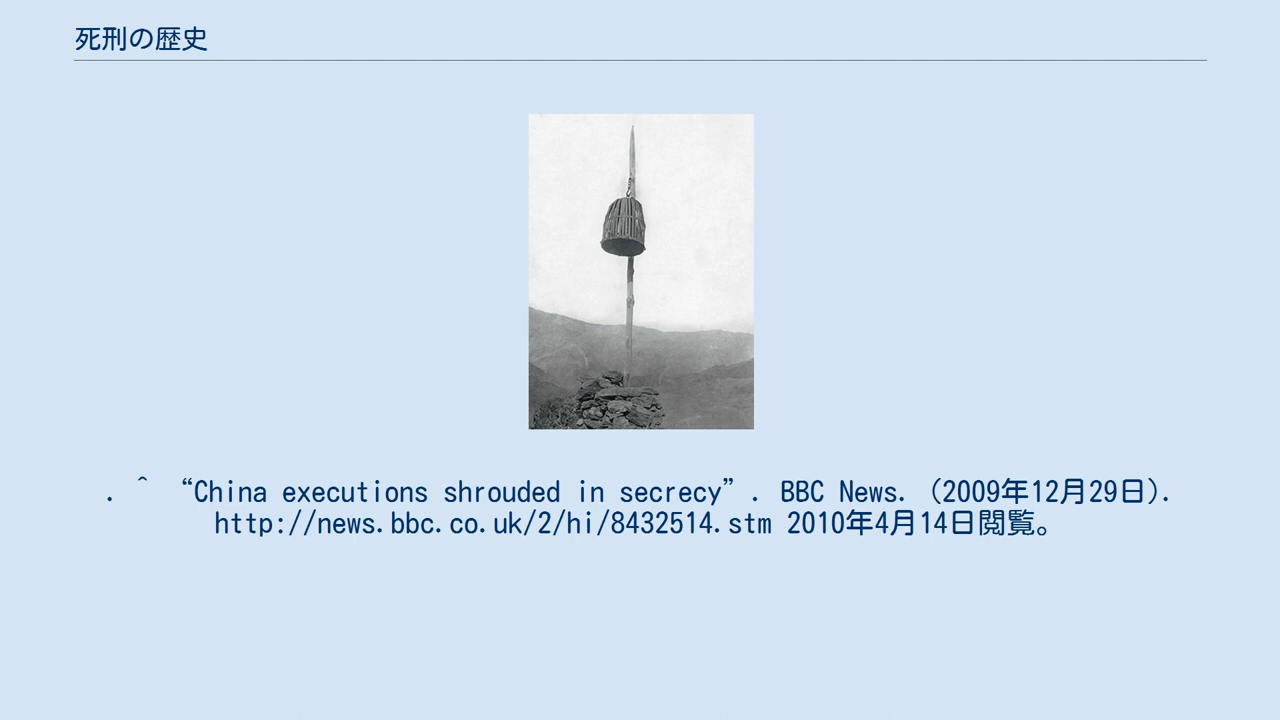 死刑の歴史
. ^ “China executions shrouded in secrecy”. BBC News. (2009年12月29日).
http://news.bbc.co.uk/2/hi/8432514.stm 2010年4月14日閲覧。